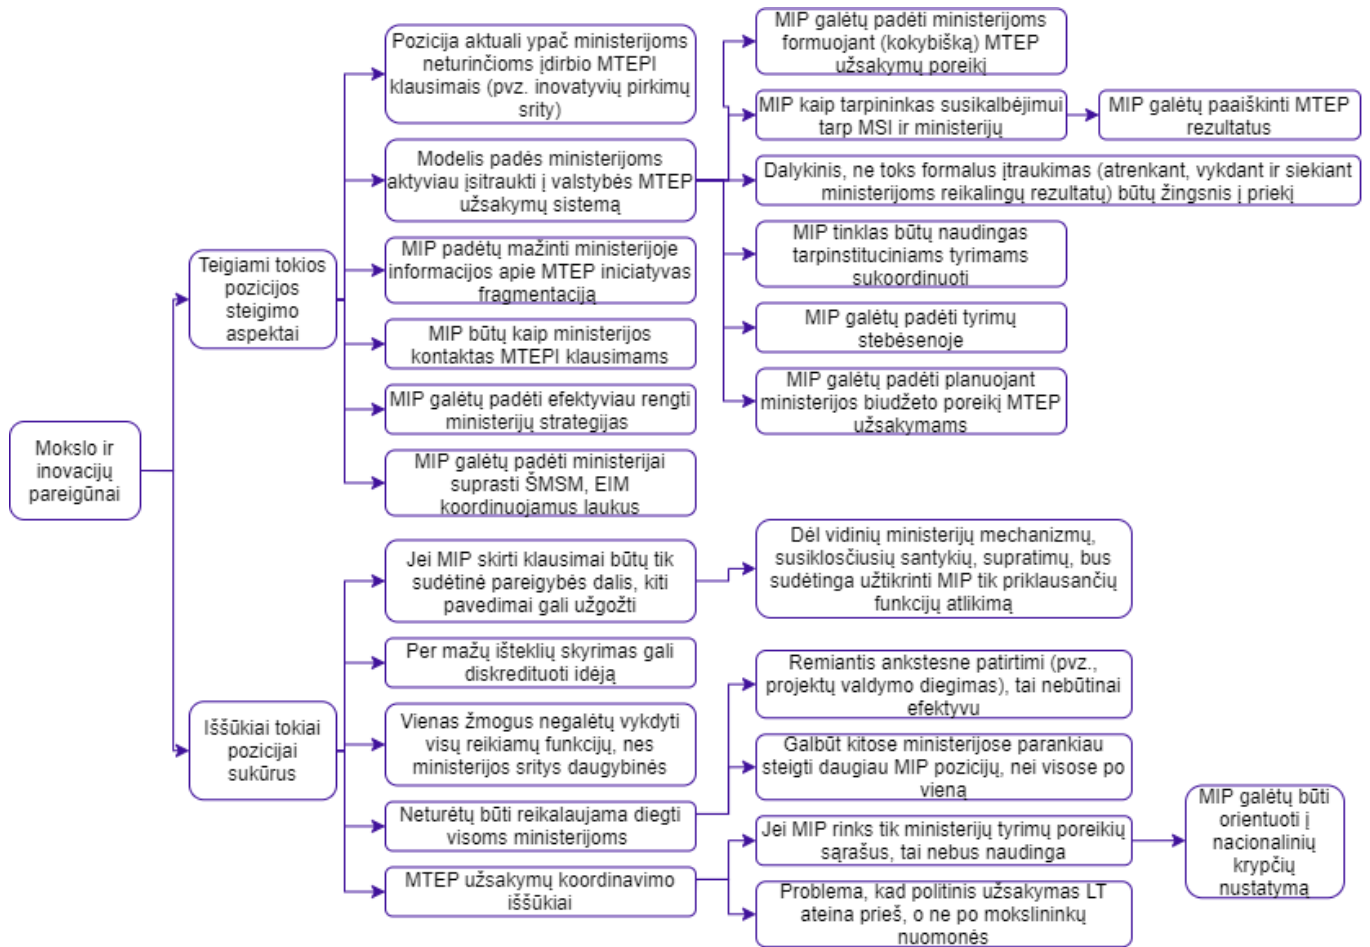 Mokslo ir
inovacijų
pareigūnai
Teigiami tokios
pozicijos
steigimo
aspektai
Pozicija aktuali ypač ministerijoms
neturinčioms įdirbio MTEPI
klausimais (pvz. inovatyvių pirkimų
srity)
Modelis padės ministerijoms
aktyviau įsitraukti į valstybės MTEP
užsakymų sistemą
MIP galėtų padėti ministerijoms
formuojant (kokybišką) MTEP
užsakymų poreikį
MIP kaip tarpininkas susikalbėjimui
tarp MSI ir ministerijų
MIP galėtų paaiškinti MTEP
rezultatus
Dalykinis, ne toks formalus įtraukimas (atrenkant, vykdant ir siekiant
ministerijoms reikalingų rezultatų) būtų žingsnis į priekį
MIP tinklas būtų naudingas
tarpinstituciniams tyrimams
sukoordinuoti
MIP galėtų padėti tyrimų
stebėsenoje
MIP galėtų padėti planuojant
ministerijos biudžeto poreikį MTEP
užsakymams
MIP padėtų mažinti ministerijoje
informacijos apie MTEP iniciatyvas
fragmentaciją
MIP būtų kaip ministerijos
kontaktas MTEPI klausimams
MIP galėtų padėti efektyviau rengti
ministerijų strategijas
MIP galėtų padėti ministerijai
suprasti ŠMSM, EIM
koordinuojamus laukus
Iššūkiai tokiai
pozicijai
sukūrus
Jei MIP skirti klausimai būtų tik
sudėtinė pareigybės dalis, kiti
pavedimai gali užgožti
Dėl vidinių ministerijų mechanizmų,
susiklosčiusių santykių, supratimų, bus
sudėtinga užtikrinti MIP tik priklausančių
funkcijų atlikimą
Per mažų išteklių skyrimas gali
diskredituoti idėją
Vienas žmogus negalėtų vykdyti
visų reikiamų funkcijų, nes
ministerijos sritys daugybinės
Neturėtų būti reikalaujama diegti
visoms ministerijoms
Remiantis ankstesne patirtimi (pvz.,
projektų valdymo diegimas), tai nebūtinai
efektyvu
Galbūt kitose ministerijose parankiau
steigti daugiau MIP pozicijų, nei visose po
vieną
MTEP užsakymų koordinavimo
iššūkiai
Jei MIP rinks tik ministerijų tyrimų poreikių
sąrašus, tai nebus naudinga
MIP galėtų būti
orientuoti į
nacionalinių
krypčių
nustatymą
Problema, kad politinis užsakymas LT
ateina prieš, o ne po mokslininkų
nuomonės